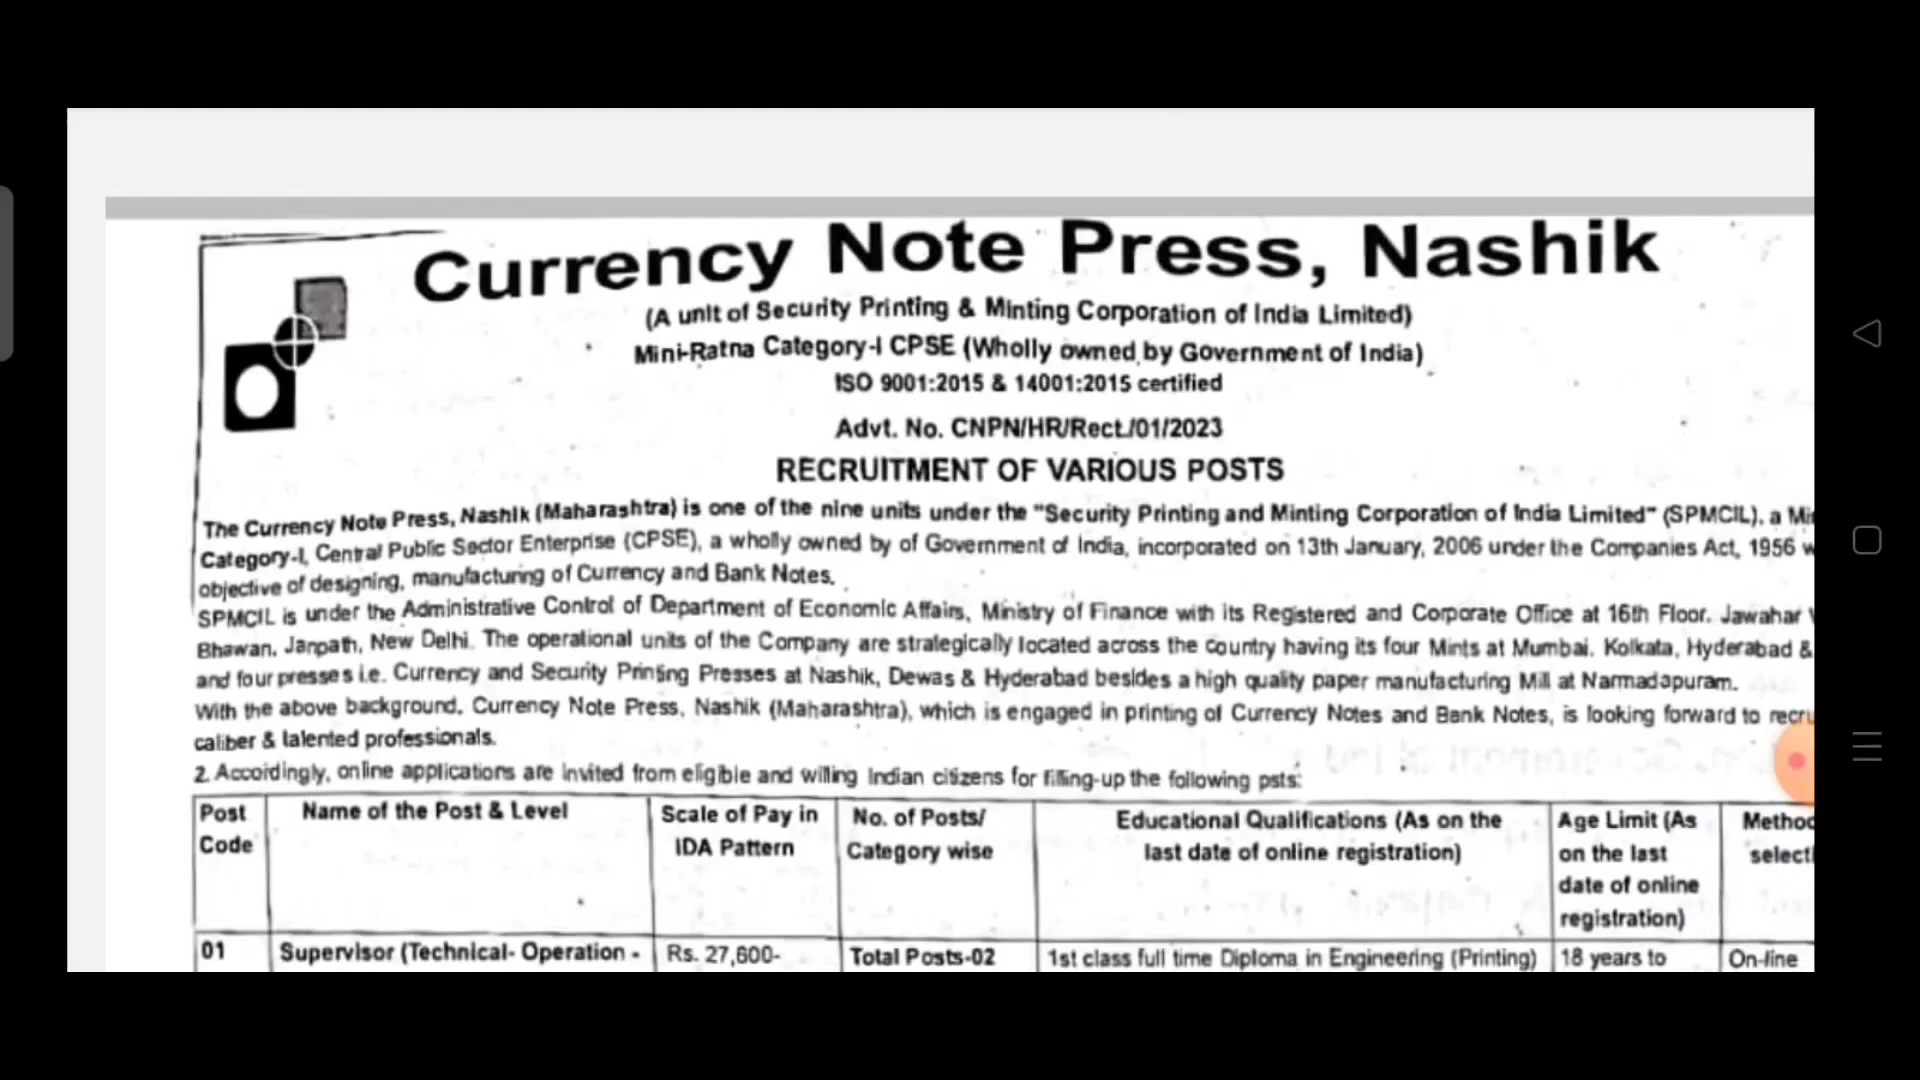 Currency Note Press, Nashik
(A unit of Security Printing & Minting Corporation of India Limited)
Mini-Ratna Category-I CPSE (Wholly owned by Government of India)
ISO 9001:2015 & 14001:2015 certified
Advt. No. CNPN/HR/Rect./01/2023
RECRUITMENT OF VARIOUS POSTS
The Currency Note Press, Nashik (Maharashtra) is one of the nine units under the "Security Printing and Minting Corporation of India Limited" (SPMCIL), a
Category-I, Central Public Sector Enterprise (CPSE), a wholly owned by of Government of India, incorporated on 13th January, 2006 under the Companies Act, 1956
objective of designing, manufacturing of Currency and Bank Notes.
SPMCIL is under the Administrative Control of Department of Economic Affairs, Ministry of Finance with its Registered and Corporate Office at 16th Floor, Jawahar
Bhawan, Janpath, New Delhi. The operational units of the Company are strategically located across the country having its four Mints at Mumbai, Kolkata, Hyderabad &
and four presses i.e. Currency and Security Printing Presses at Nashik, Dewas & Hyderabad besides a high quality paper manufacturing Mill at Narmadapuram.
With the above background, Currency Note Press, Nashik (Maharashtra), which is engaged in printing of Currency Notes and Bank Notes, is looking forward to
caliber & talented professionals.
2. Accordingly, online applications are invited from eligible and willing Indian citizens for filling-up the following psts:
Post Code
Name of the Post & Level
Scale of Pay in IDA Pattern
No. of Posts/ Category wise
Educational Qualifications (As on the last date of online registration)
Age Limit (As on the last date of online registration)
01
Supervisor (Technical- Operation -
Rs. 27,600-
Total Posts-02
1st class full time Diploma in Engineering (Printing)
18 years to
On-line